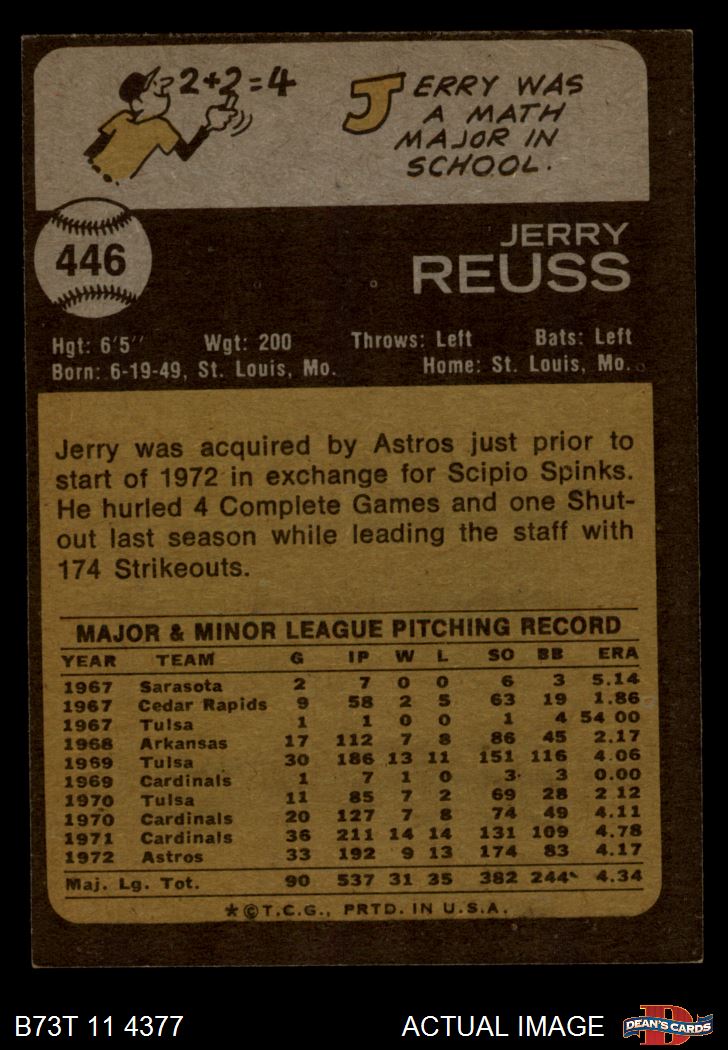 2+2=4
JERRY WAS
A MATH
MAJOR IN
SCHOOL.
446
JERRY
REUSS
Hgt: 6'5" Wgt: 200 Throws: Left Bats: Left
Born: 6-19-49, St. Louis, Mo. Home: St. Louis, Mo.
Jerry was acquired by Astros just prior to
start of 1972 in exchange for Scipio Spinks.
He hurled 4 Complete Games and one Shut-
out last season while leading the staff with
174 Strikeouts.
MAJOR & MINOR LEAGUE PITCHING RECORD
YEAR TEAM G IP W L SO BB ERA
1967 Sarasota 2 7 0 0 6 3 5.14
1967 Cedar Rapids 9 58 2 5 63 19 1.86
1967 Tulsa 1 1 0 0 1 4 54 00
1968 Arkansas 17 112 7 8 86 45 2.17
1969 Tulsa 30 186 13 11 151 116 4.06
1969 Cardinals 1 7 1 0 3 3 0.00
1970 Tulsa 11 85 7 2 69 28 2 12
1970 Cardinals 20 127 7 8 74 49 4.11
1971 Cardinals 36 211 14 14 131 109 4.78
1972 Astros 33 192 9 13 174 83 4.17
Maj. Lg. Tot. 90 537 31 35 382 244 4.34
★©T.C.G., PRTD. IN U.S.A.
B73T 11 4377 ACTUAL IMAGE
D
DEAN'S CARDS